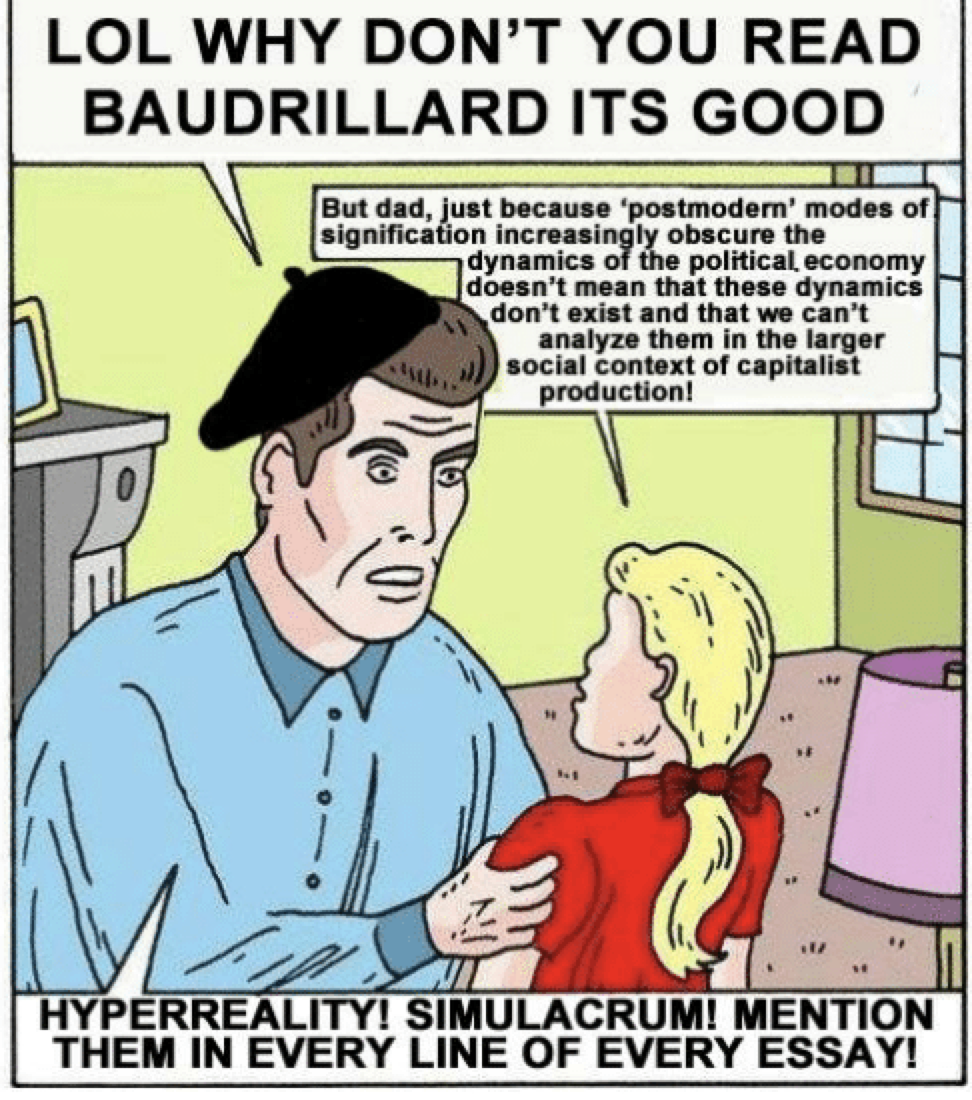 LOL WHY DON'T YOU READ
BAUDRILLARD ITS GOOD
But dad, just because ‘postmodern’ modes of
signification increasingly obscure the
dynamics of the political economy
doesn't mean that these dynamics
don't exist and that we can't
analyze them in the larger
social context of capitalist
production!
HYPERREALITY! SIMULACRUM! MENTION
THEM IN EVERY LINE OF EVERY ESSAY!